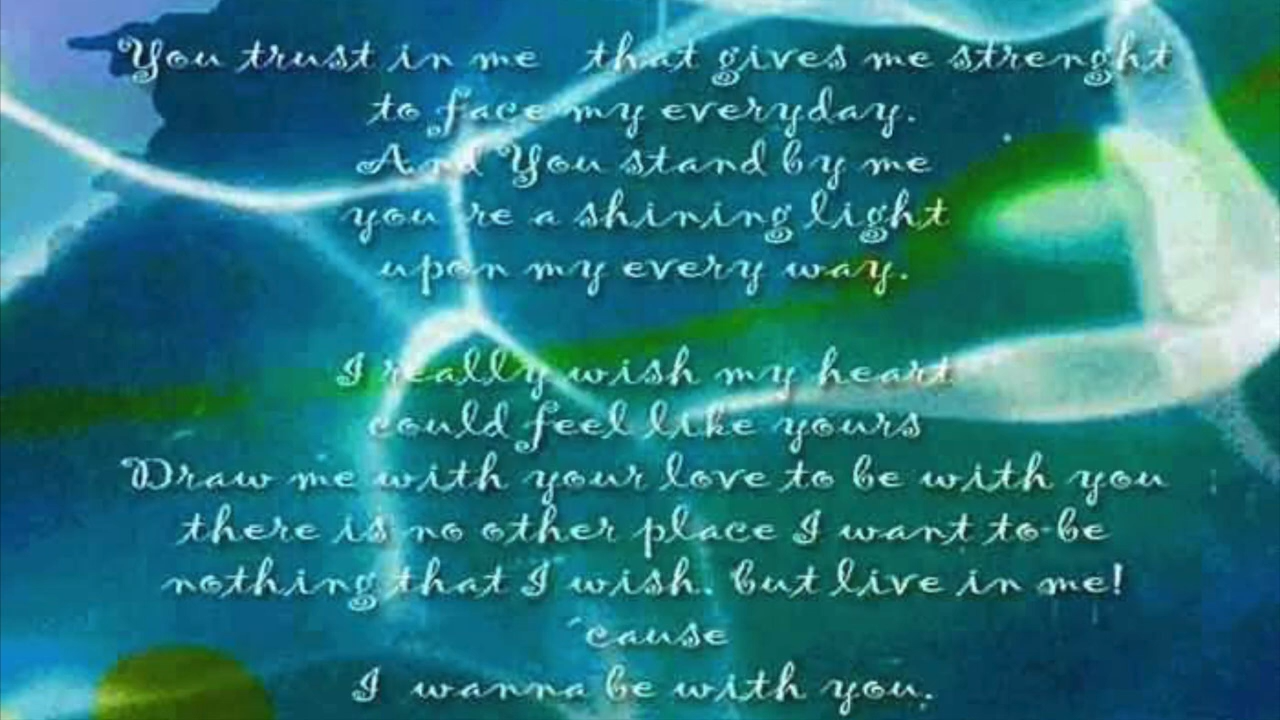 You trust in me that gives me strenght
to face my everyday.
And You stand by me
you 're a shining light
upon my every way.
I really wish my heart
could feel like yours
Draw me with your love to be with you
there is no other place I want to be
nothing that I wish. but live in me!
´cause
I wanna be with you.